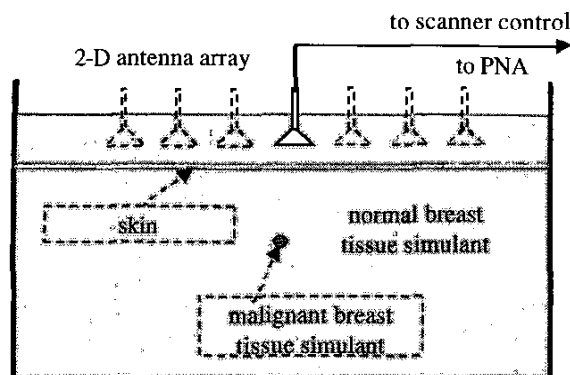 to scanner control
2-D antenna array
to PNA
skin
normal breast
tissue simulant
malignant breast
tissue simulant